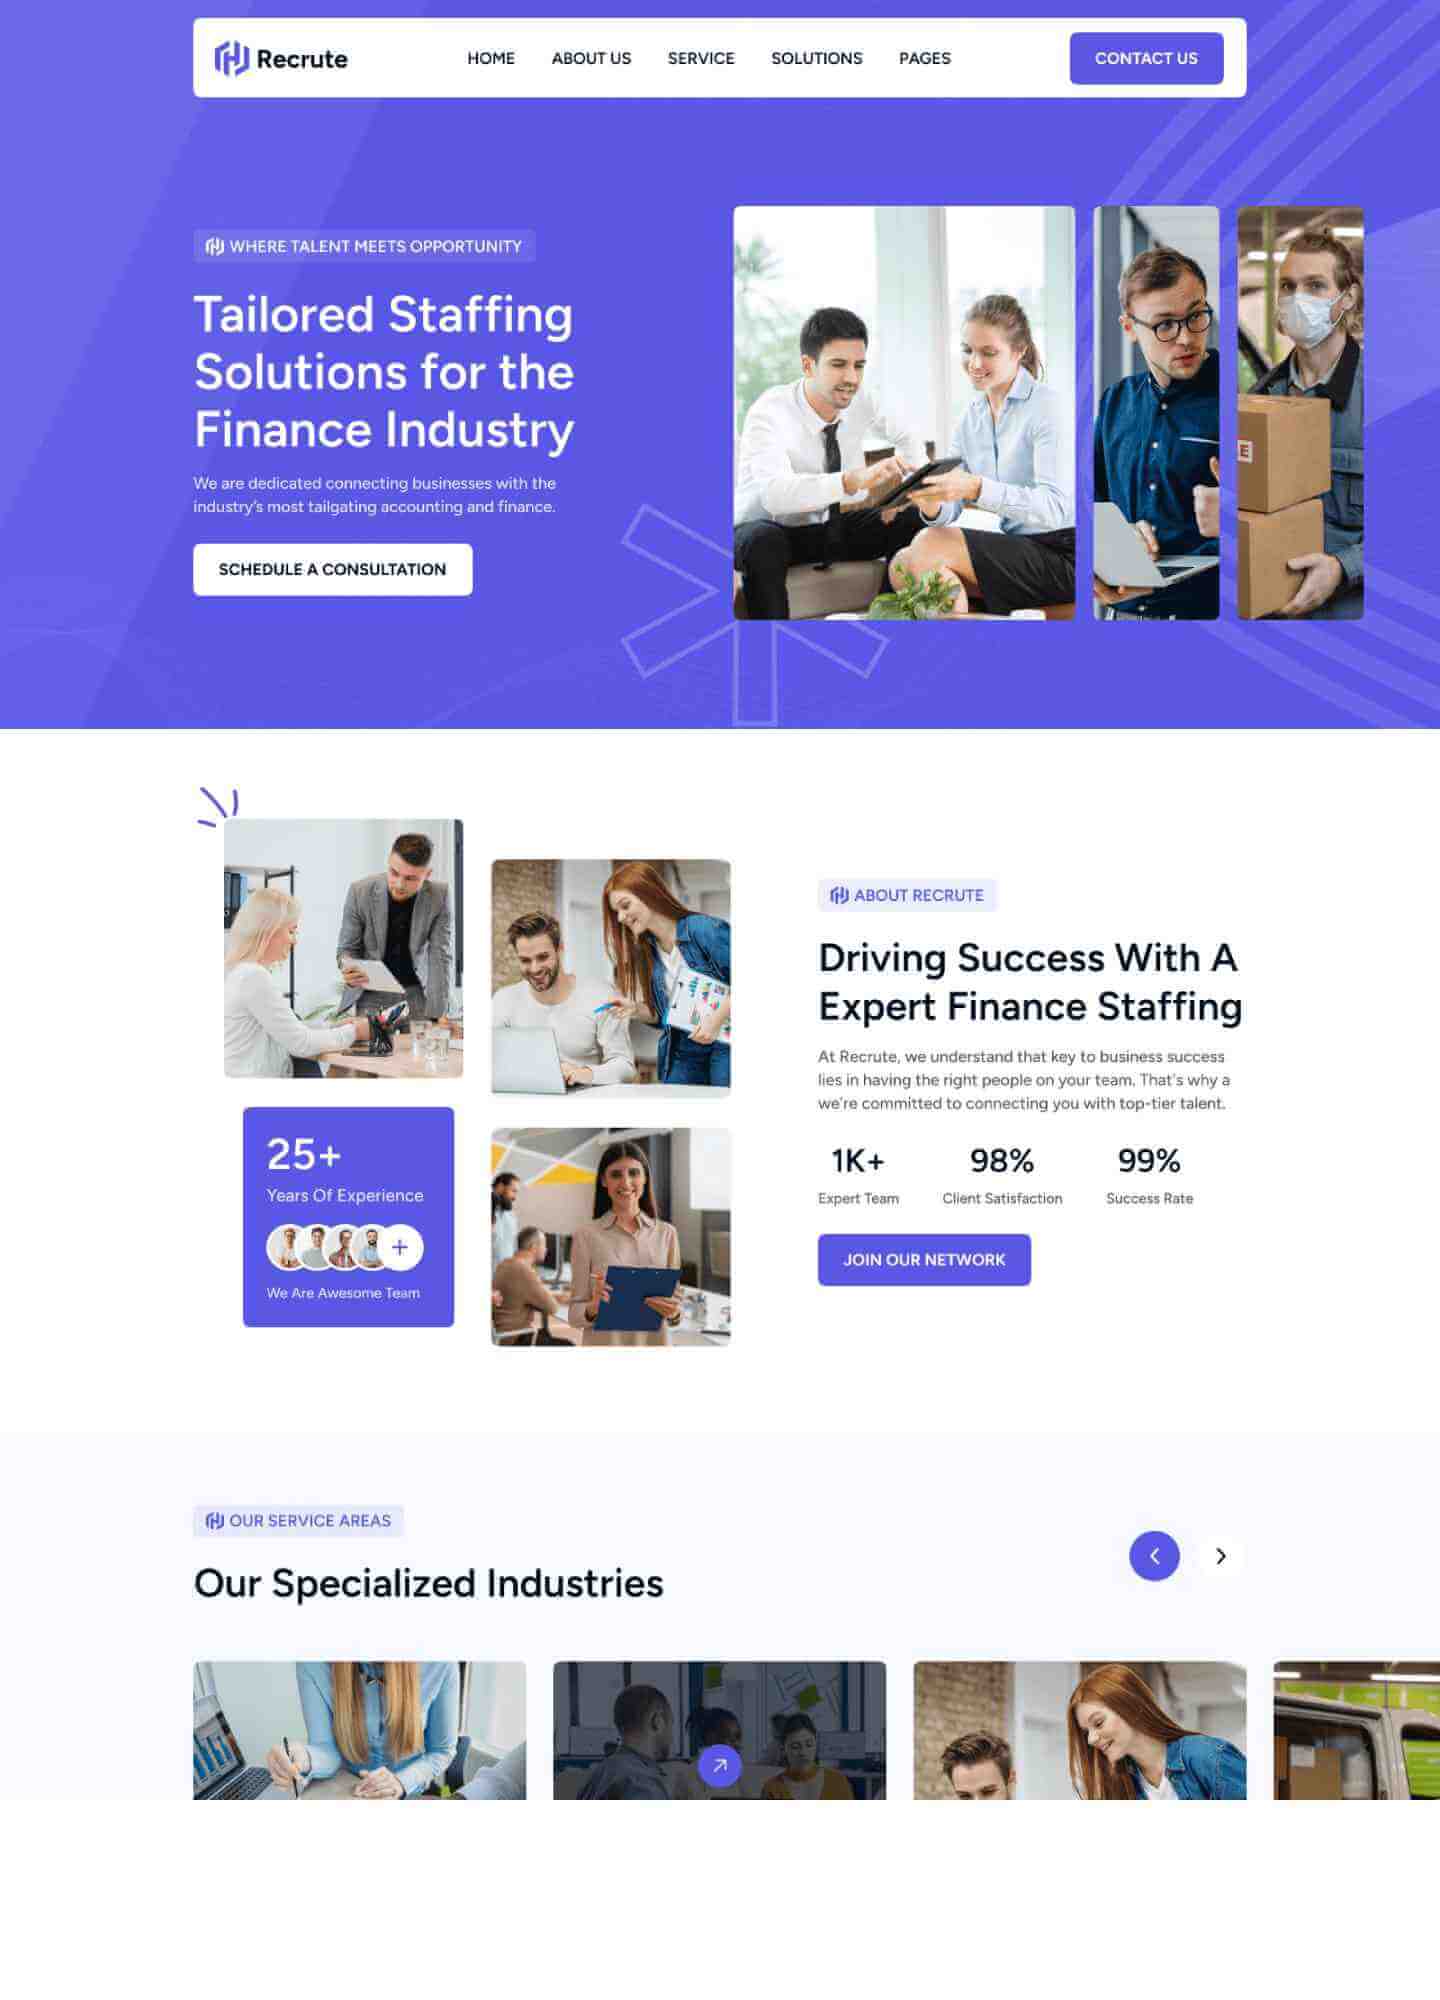 Recrute
HOME
ABOUT US
SERVICE
SOLUTIONS
PAGES
CONTACT US
WHERE TALENT MEETS OPPORTUNITY
Tailored Staffing
Solutions for the
Finance Industry
We are dedicated connecting businesses with the
industry's most tailgating accounting and finance.
SCHEDULE A CONSULTATION
E
25+
Years Of Experience
We Are Awesome Team
ABOUT RECRUTE
Driving Success With A
Expert Finance Staffing
At Recrute, we understand that key to business success
lies in having the right people on your team. That's why a
we're committed to connecting you with top-tier talent.
1K+
98%
99%
Expert Team
Client Satisfaction
Success Rate
JOIN OUR NETWORK
OUR SERVICE AREAS
Our Specialized Industries